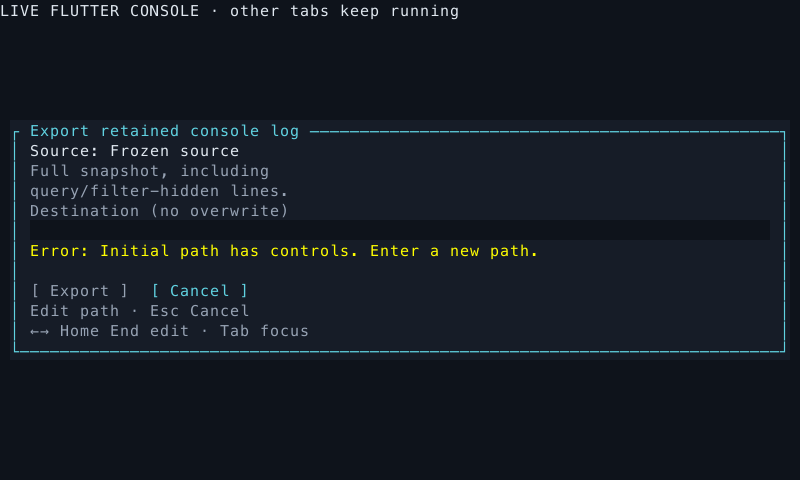 LIVE FLUTTER CONSOLE · other tabs keep running
Export retained console log
Source: Frozen source
Full snapshot, including
query/filter-hidden lines.
Destination (no overwrite)
Error: Initial path has controls. Enter a new path.
[ Export ]  [ Cancel ]
Edit path · Esc Cancel
←→ Home End edit · Tab focus